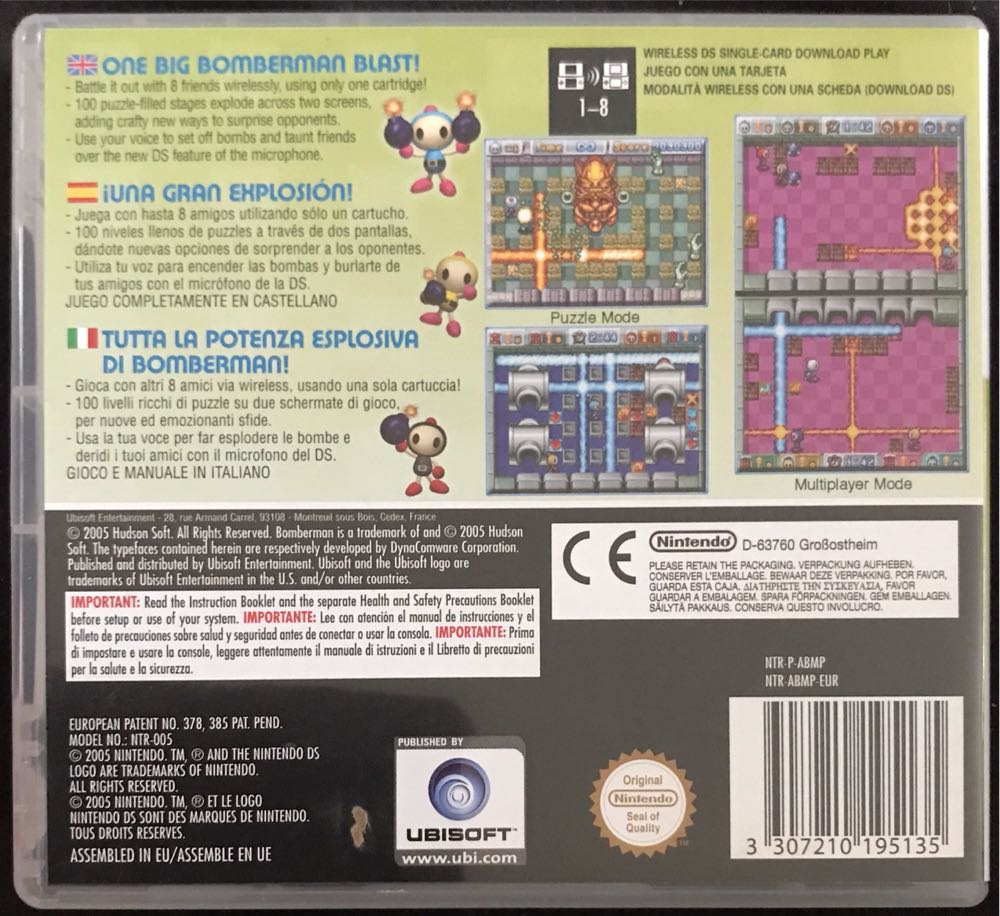 ONE BIG BOMBERMAN BLAST!
- Battle it out with 8 friends wirelessly, using only one cartridge!
- 100 puzzle-filled stages explode across two screens,
adding crafty new ways to surprise opponents.
- Use your voice to set off bombs and taunt friends
over the new DS feature of the microphone.
¡UNA GRAN EXPLOSIÓN!
- Juega con hasta 8 amigos utilizando sólo un cartucho.
- 100 niveles llenos de puzzles a través de dos pantallas,
dándote nuevas opciones de sorprender a los oponentes.
- Utiliza tu voz para encender las bombas y burlarte de
tus amigos con el micrófono de la DS.
JUEGO COMPLETAMENTE EN CASTELLANO
TUTTA LA POTENZA ESPLOSIVA
DI BOMBERMAN!
- Gioca con altri 8 amici via wireless, usando una sola cartuccia!
- 100 livelli ricchi di puzzle su due schermate di gioco,
per nuove ed emozionanti sfide.
- Usa la tua voce per far esplodere le bombe e
deridi i tuoi amici con il microfono del DS.
GIOCO E MANUALE IN ITALIANO
1-8
WIRELESS DS SINGLE-CARD DOWNLOAD PLAY
JUEGO CON UNA TARJETA
MODALITÀ WIRELESS CON UNA SCHEDA (DOWNLOAD DS)
Puzzle Mode
2:44
1:42
1:42
Multiplayer Mode
Ubisoft Entertainment - 28, rue Armand Carrel, 93108 - Montreuil sous Bois, Cedex, France
© 2005 Hudson Soft. All Rights Reserved. Bomberman is a trademark of and © 2005 Hudson
Soft. The typefaces contained herein are respectively developed by DynaComware Corporation.
Published and distributed by Ubisoft Entertainment. Ubisoft and the Ubisoft logo are
trademarks of Ubisoft Entertainment in the U.S. and/or other countries.
IMPORTANT: Read the Instruction Booklet and the separate Health and Safety Precautions Booklet
before setup or use of your system. IMPORTANTE: Lee con atención el manual de instrucciones y el
folleto de precauciones sobre salud y seguridad antes de conectar o usar la consola. IMPORTANTE: Prima
di impostare e usare la console, leggere attentamente il manuale di istruzioni e il Libretto di precauzioni
per la salute e la sicurezza.
CE
Nintendo D-63760 Großostheim
PLEASE RETAIN THE PACKAGING. VERPACKUNG AUFHEBEN.
CONSERVER L'EMBALLAGE. BEWAAR DEZE VERPAKKING. POR FAVOR,
GUARDA ESTA CAJA. ΔΙΑΤΗΡΗΣΤΕ ΤΗΝ ΣΥΣΚΕΥΑΣΙΑ, FAVOR
GUARDAR A EMBALAGEM. SPARA FÖRPACKNINGEN. GEM EMBALLAGEN.
SÄILYTÄ PAKKAUS. CONSERVA QUESTO INVOLUCRO.
NTR-P-ABMP
NTR-ABMP-EUR
EUROPEAN PATENT NO. 378, 385 PAT. PEND.
MODEL NO.: NTR-005
© 2005 NINTENDO. TM, ® AND THE NINTENDO DS
LOGO ARE TRADEMARKS OF NINTENDO.
ALL RIGHTS RESERVED.
© 2005 NINTENDO. TM, ® ET LE LOGO
NINTENDO DS SONT DES MARQUES DE NINTENDO.
TOUS DROITS RESERVES.
ASSEMBLED IN EU/ASSEMBLE EN UE
PUBLISHED BY
UBISOFT™
www.ubi.com
Original
Nintendo
Seal of
Quality
TM
3 307210 195135